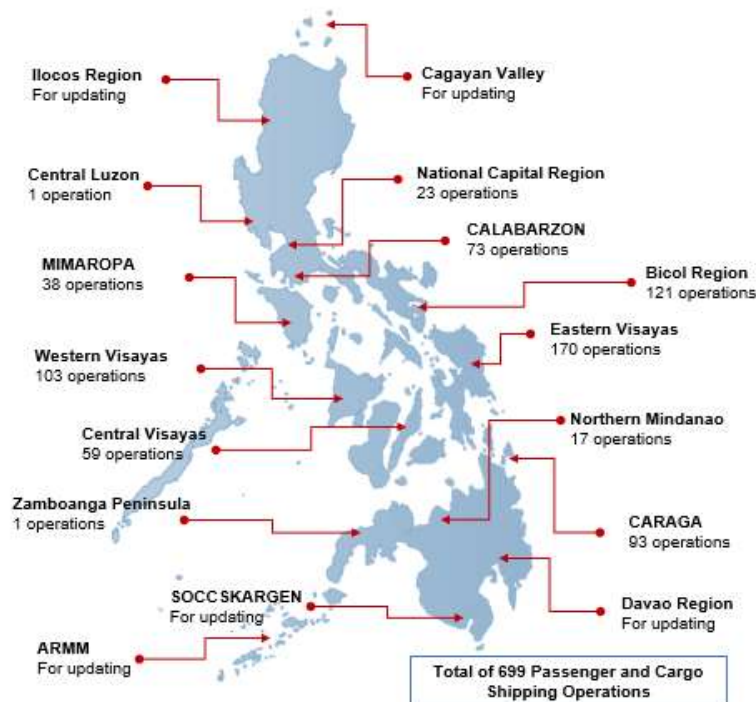 Ilocos Region
For updating
Cagayan Valley
For updating
Central Luzon
1 operation
National Capital Region
23 operations
CALABARZON
73 operations
MIMAROPA
38 operations
Bicol Region
121 operations
Eastern Visayas
170 operations
Western Visayas
103 operations
Northern Mindanao
17 operations
Central Visayas
59 operations
Zamboanga Peninsula
1 operations
CARAGA
93 operations
SOCCSKARGEN
For updating
Davao Region
For updating
ARMM
For updating
Total of 699 Passenger and Cargo
Shipping Operations